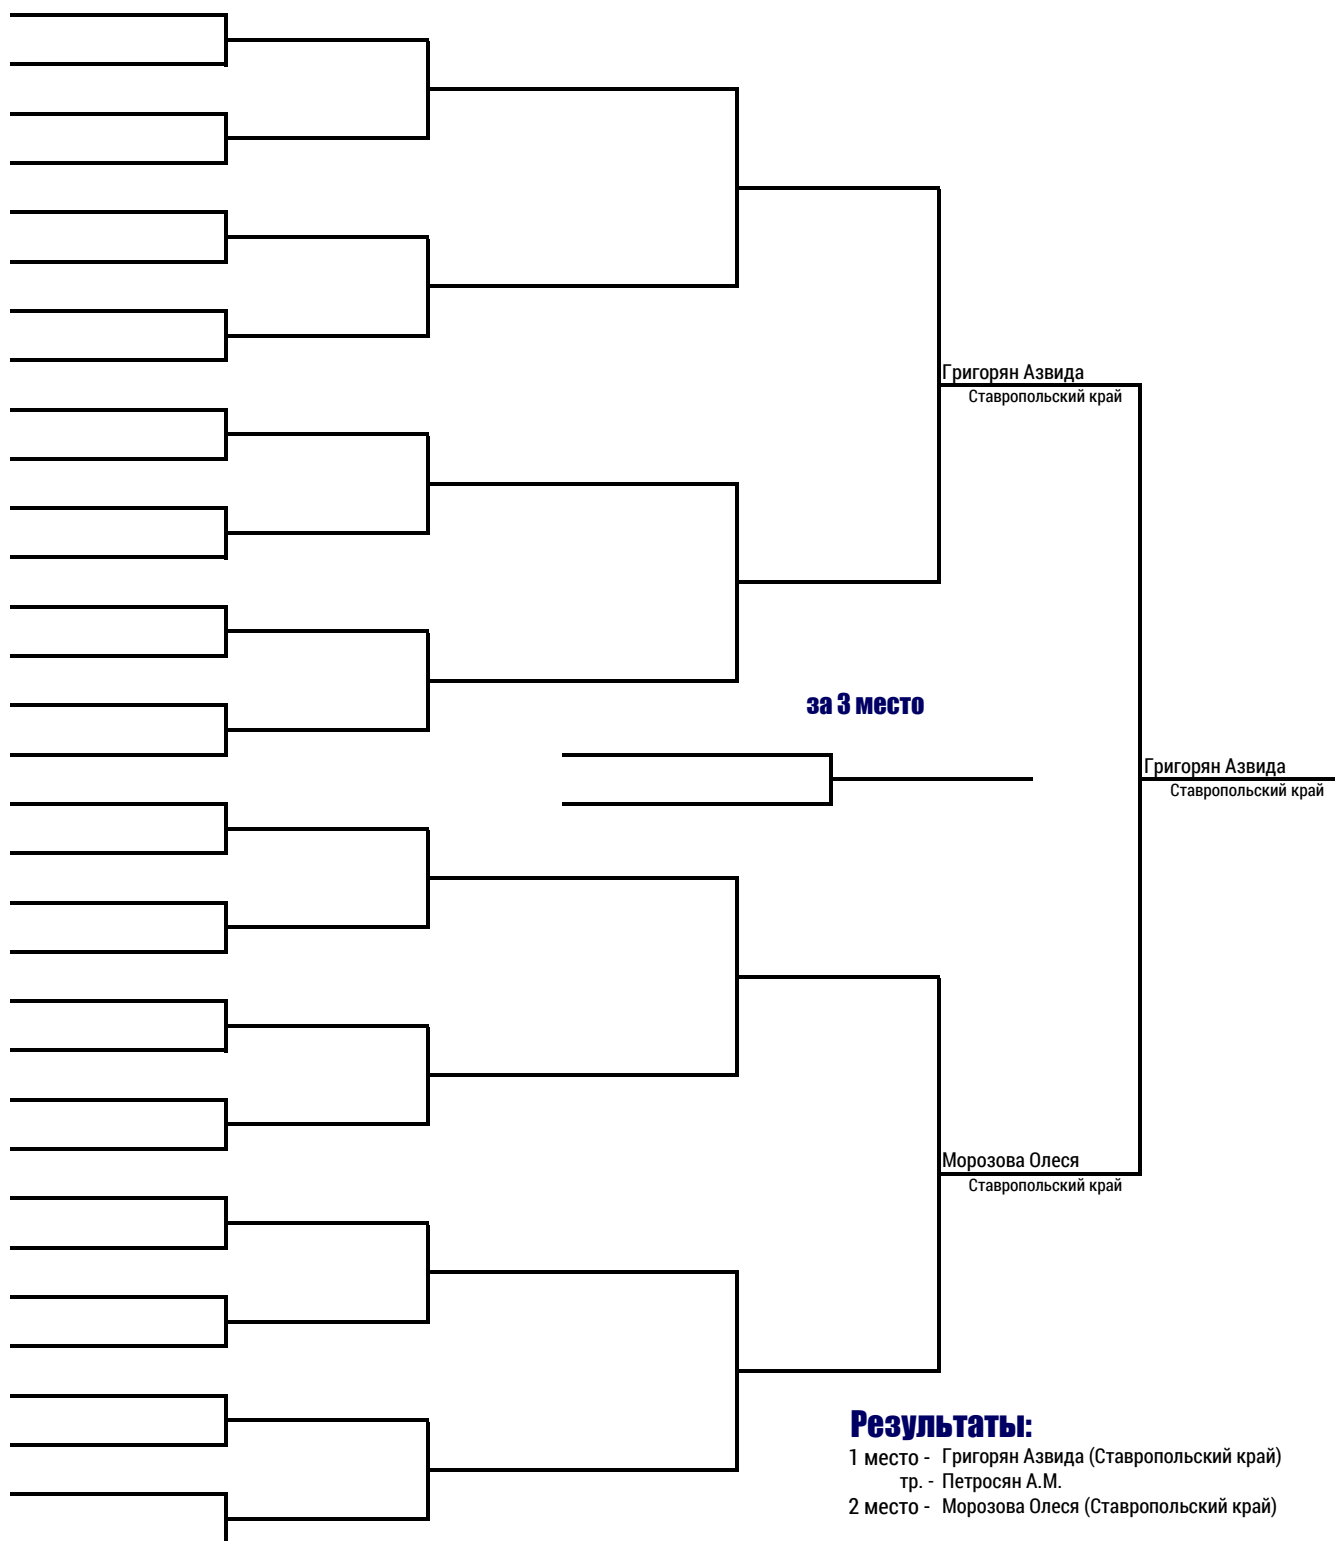 Григорян Азвида
Ставропольский край
за 3 место
Григорян Азвида
Ставропольский край
Морозова Олеся
Ставропольский край
Результаты:
1 место - Григорян Азвида (Ставропольский край)
тр. - Петросян А.М.
2 место - Морозова Олеся (Ставропольский край)